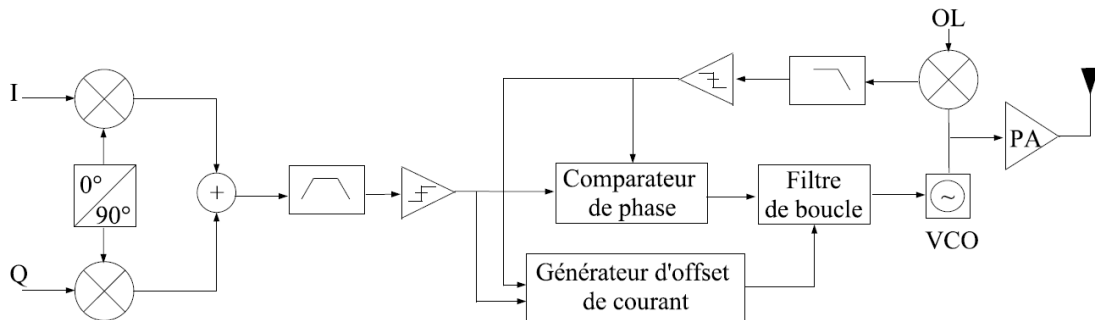 OL
I
PA
0°
90°
+
Comparateur
de phase
Filtre
de boucle
~
VCO
Q
Générateur d'offset
de courant